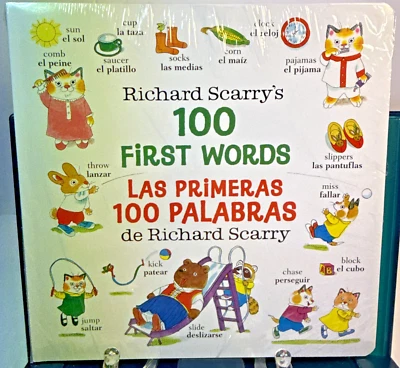 sun
el sol
cup
la taza
clock
el reloj
comb
el peine
saucer
el platillo
socks
las medias
corn
el maíz
pajamas
el pijama
Richard Scarry's
100
FIRST WORDS
LAS PRIMERAS
100 PALABRAS
de Richard Scarry
slippers
las pantuflas
throw
lanzar
miss
fallar
kick
patear
block
el cubo
chase
perseguir
jump
saltar
slide
deslizarse